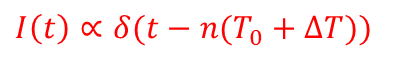 I(t) ∝ δ(t − n(T₀ + ΔT))